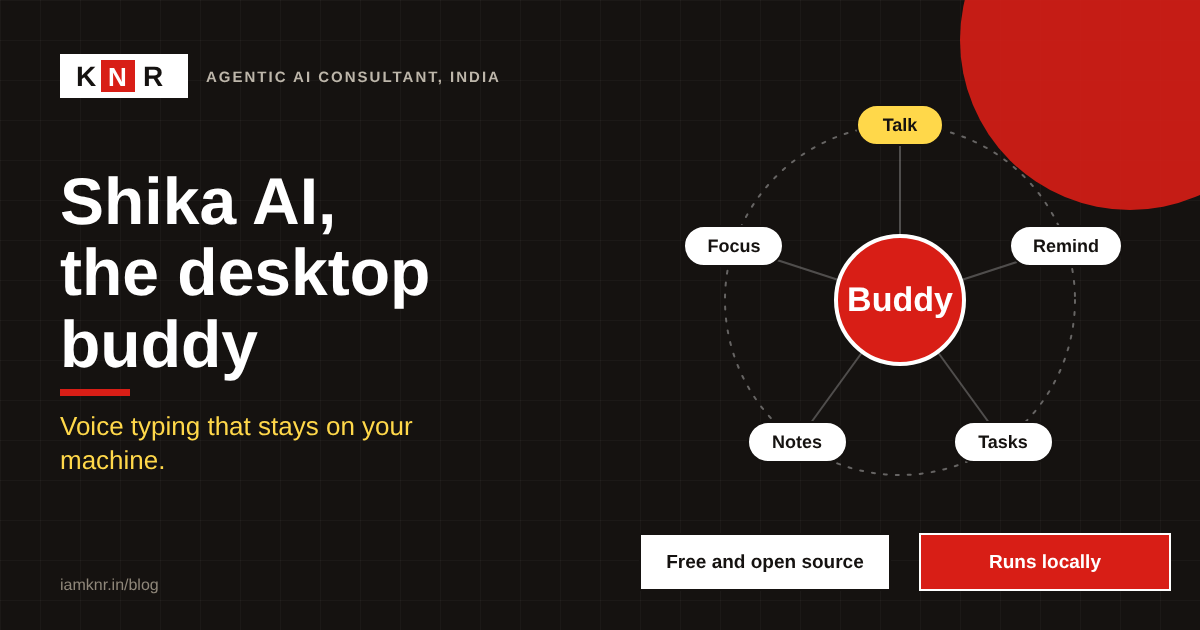 KNR
AGENTIC AI CONSULTANT, INDIA
Shika AI,
the desktop
buddy
Voice typing that stays on your
machine.
iamknr.in/blog
Talk
Focus
Remind
Buddy
Notes
Tasks
Free and open source
Runs locally